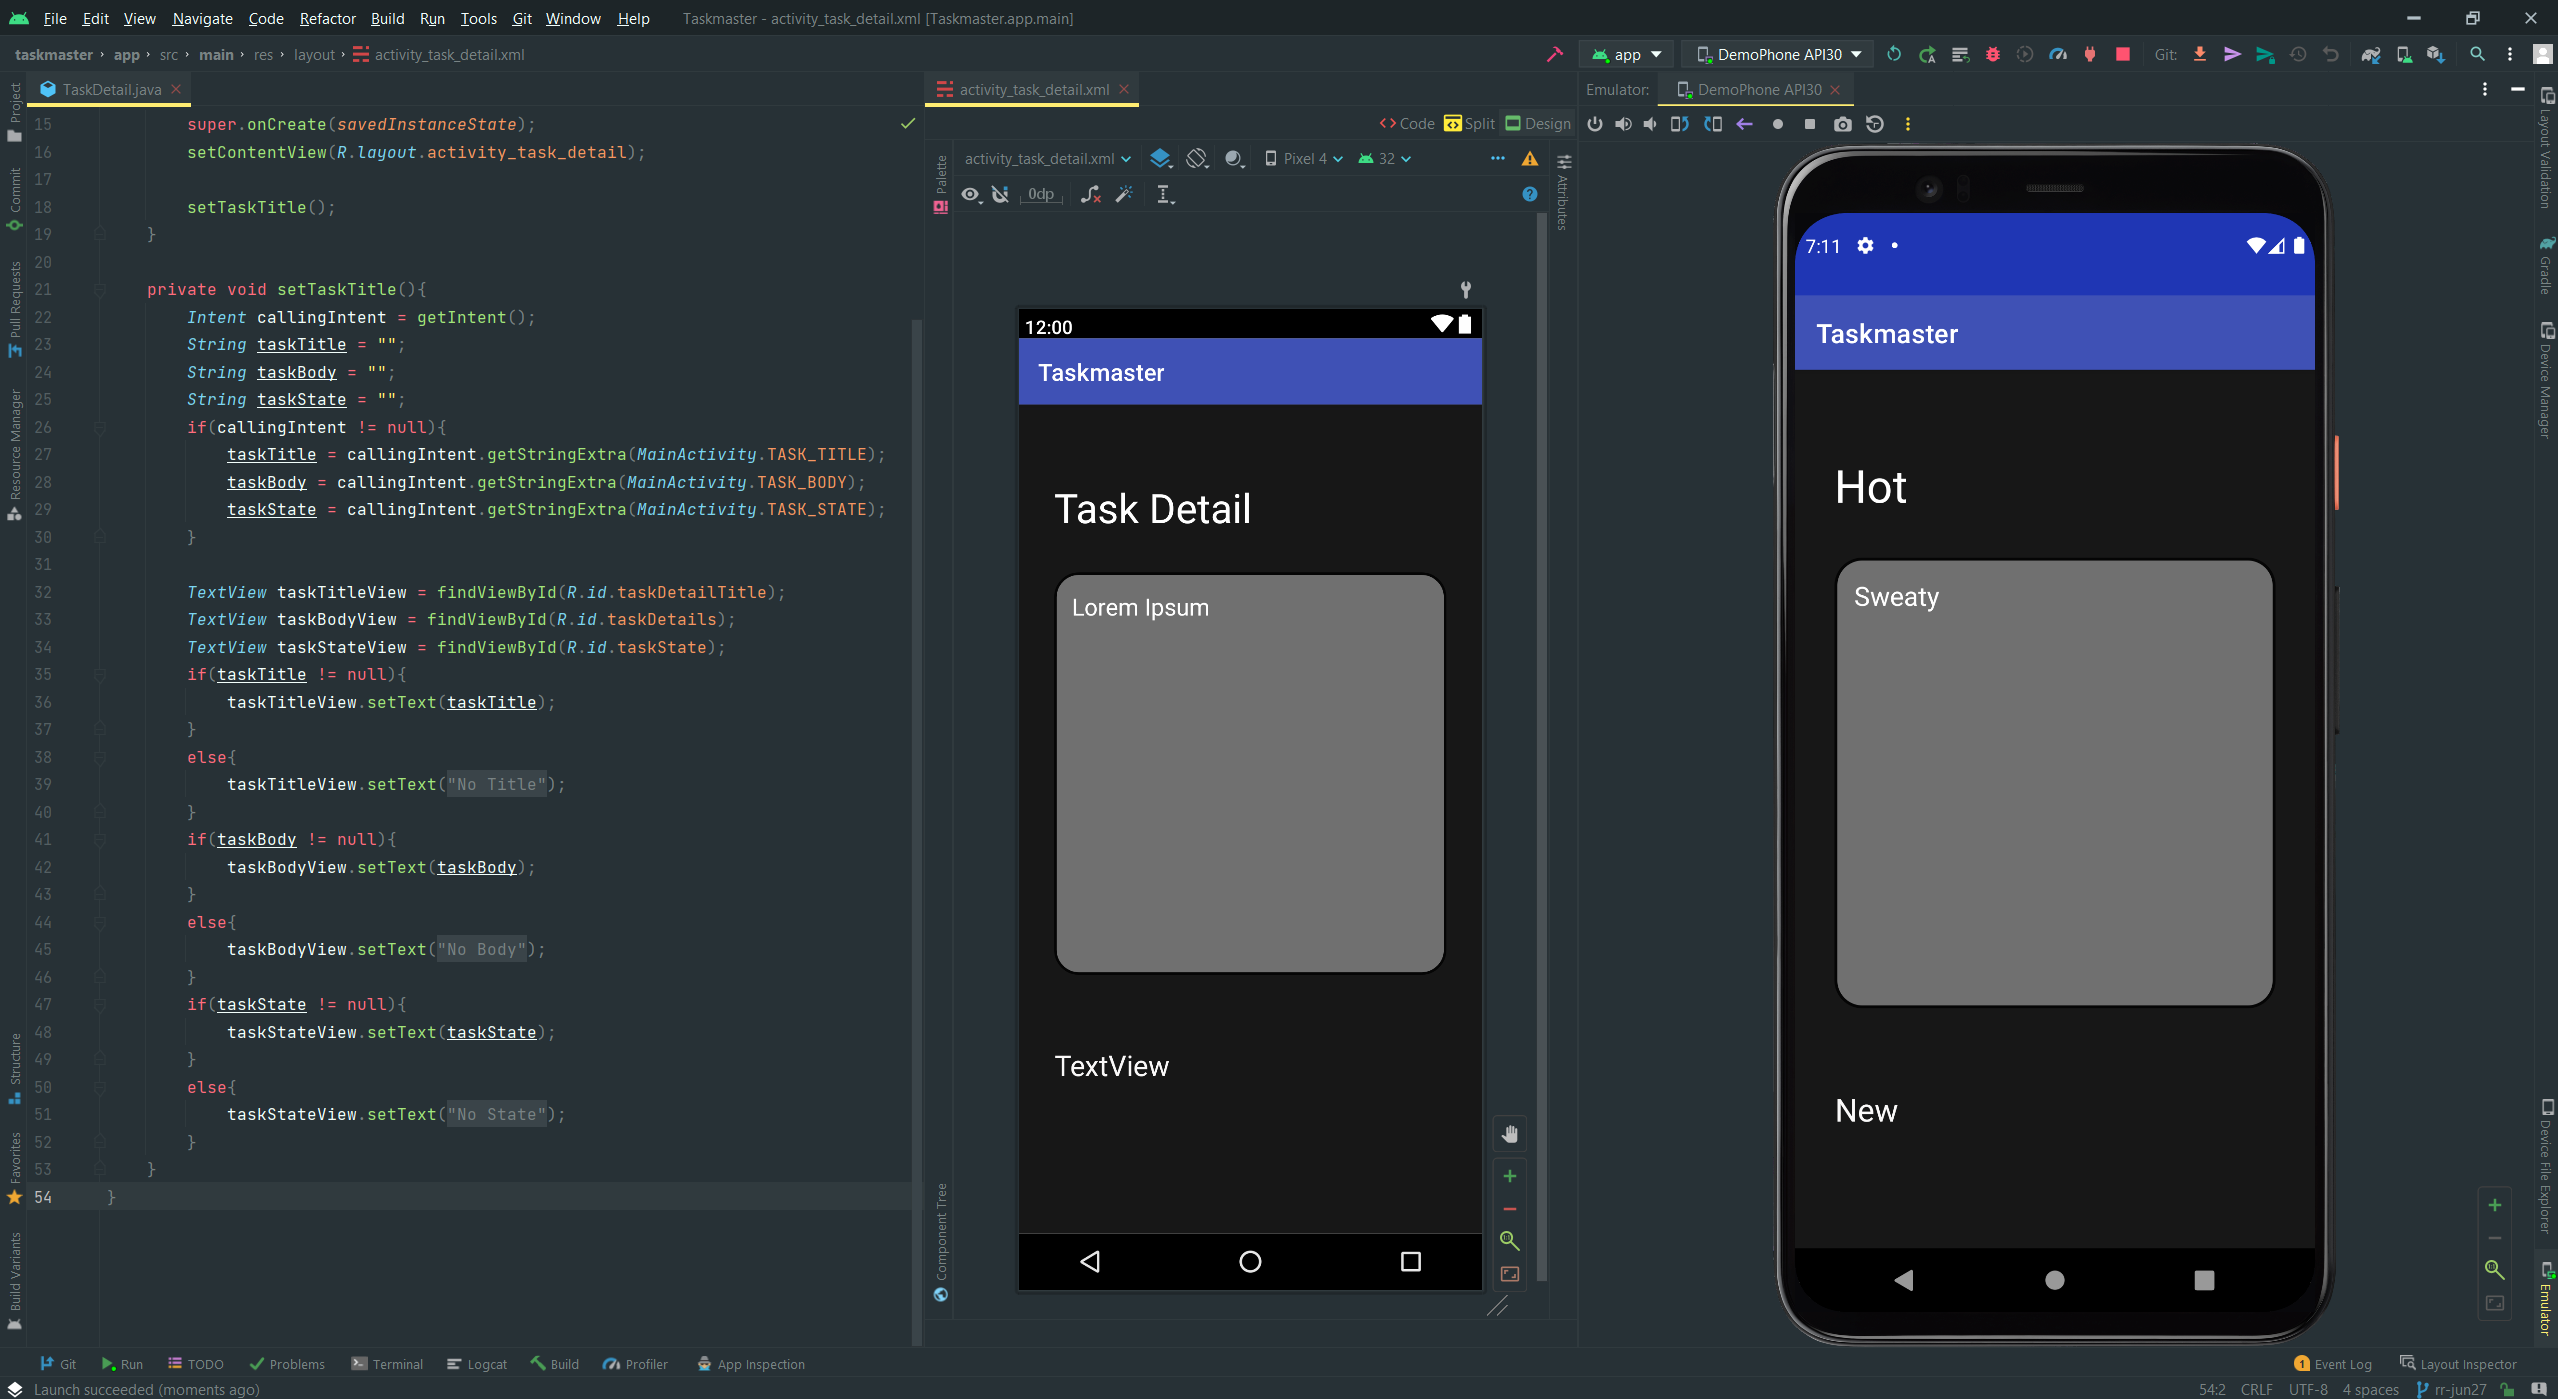 File Edit View Navigate Code Refactor Build Run Tools Git Window Help Taskmaster - activity_task_detail.xml [Taskmaster.app.main]
taskmaster app src main res layout activity_task_detail.xml app DemoPhone API30 Git:
TaskDetail.java activity_task_detail.xml Emulator: DemoPhone API30
Project
Commit
Pull Requests
Resource Manager
Structure
Favorites
Build Variants
15 super.onCreate(savedInstanceState);
16 setContentView(R.layout.activity_task_detail);
17
18 setTaskTitle();
19 }
20
21 private void setTaskTitle(){
22 Intent callingIntent = getIntent();
23 String taskTitle = "";
24 String taskBody = "";
25 String taskState = "";
26 if(callingIntent != null){
27 taskTitle = callingIntent.getStringExtra(MainActivity.TASK_TITLE);
28 taskBody = callingIntent.getStringExtra(MainActivity.TASK_BODY);
29 taskState = callingIntent.getStringExtra(MainActivity.TASK_STATE);
30 }
31
32 TextView taskTitleView = findViewById(R.id.taskDetailTitle);
33 TextView taskBodyView = findViewById(R.id.taskDetails);
34 TextView taskStateView = findViewById(R.id.taskState);
35 if(taskTitle != null){
36 taskTitleView.setText(taskTitle);
37 }
38 else{
39 taskTitleView.setText("No Title");
40 }
41 if(taskBody != null){
42 taskBodyView.setText(taskBody);
43 }
44 else{
45 taskBodyView.setText("No Body");
46 }
47 if(taskState != null){
48 taskStateView.setText(taskState);
49 }
50 else{
51 taskStateView.setText("No State");
52 }
53 }
54 }
Code Split Design
activity_task_detail.xml Pixel 4 32
0dp
Palette
Component Tree
Attributes
12:00
Taskmaster
Task Detail
Lorem Ipsum
TextView
7:11
Taskmaster
Hot
Sweaty
New
Layout Validation
Gradle
Device Manager
Device File Explorer
Emulator
Git Run TODO Problems Terminal Logcat Build Profiler App Inspection 1 Event Log Layout Inspector
Launch succeeded (moments ago) 54:2 CRLF UTF-8 4 spaces rr-jun27